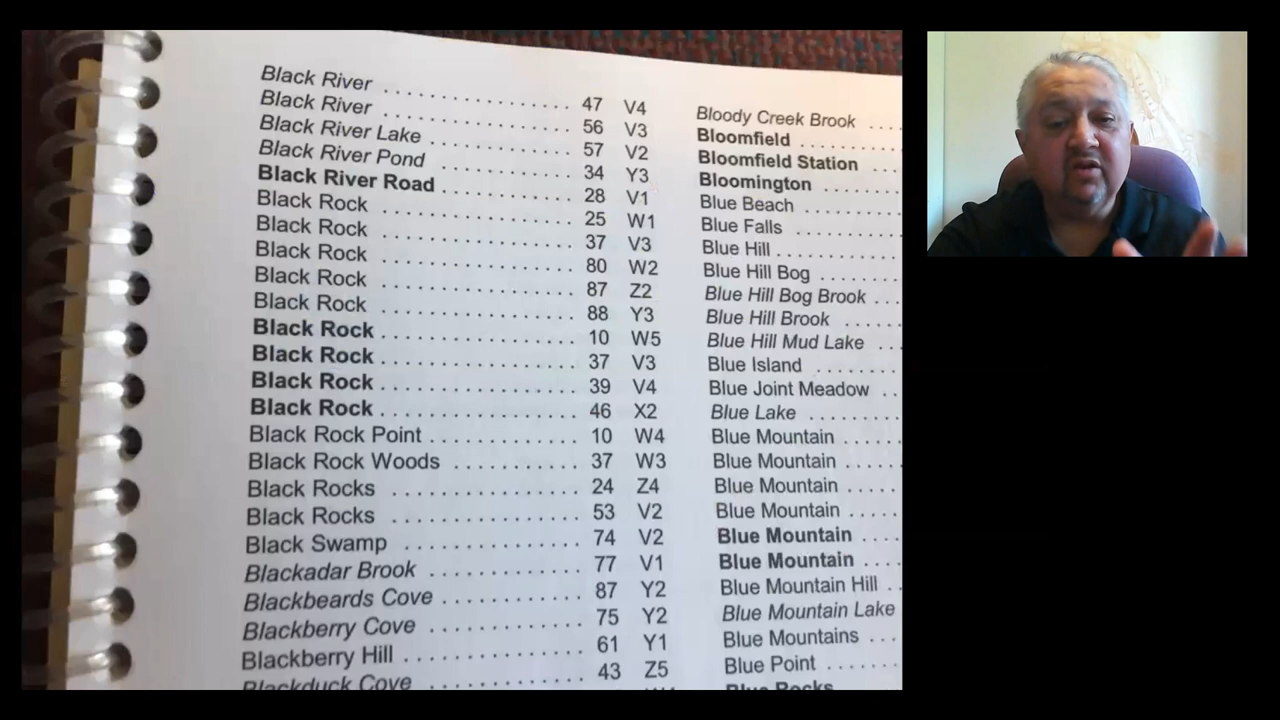 Black River . . . . . . . . . . . . . . . . 47 V4
Black River . . . . . . . . . . . . . . . . 56 V3
Black River Lake . . . . . . . . . . . . 57 V2
Black River Pond . . . . . . . . . . . . 34 Y3
Black River Road . . . . . . . . . . . 28 V1
Black Rock . . . . . . . . . . . . . . . . 25 W1
Black Rock . . . . . . . . . . . . . . . . 37 V3
Black Rock . . . . . . . . . . . . . . . . 80 W2
Black Rock . . . . . . . . . . . . . . . . 87 Z2
Black Rock . . . . . . . . . . . . . . . . 88 Y3
Black Rock . . . . . . . . . . . . . . . . 10 W5
Black Rock . . . . . . . . . . . . . . . . 37 V3
Black Rock . . . . . . . . . . . . . . . . 39 V4
Black Rock . . . . . . . . . . . . . . . . 46 X2
Black Rock Point . . . . . . . . . . . . 10 W4
Black Rock Woods . . . . . . . . . . 37 W3
Black Rocks . . . . . . . . . . . . . . . 24 Z4
Black Rocks . . . . . . . . . . . . . . . 53 V2
Black Swamp . . . . . . . . . . . . . . 74 V2
Blackadar Brook . . . . . . . . . . . . 77 V1
Blackbeards Cove . . . . . . . . . . . 87 Y2
Blackberry Cove . . . . . . . . . . . . 75 Y2
Blackberry Hill . . . . . . . . . . . . . . 61 Y1
Blackduck Cove . . . . . . . . . . . . 43 Z5
Bloody Creek Brook . . . .
Bloomfield . . . . . . . . .
Bloomfield Station . . . .
Bloomington . . . . . . . .
Blue Beach . . . . . . . . .
Blue Falls . . . . . . . . . .
Blue Hill . . . . . . . . . . .
Blue Hill Bog . . . . . . . .
Blue Hill Bog Brook . . .
Blue Hill Brook . . . . . .
Blue Hill Mud Lake . . .
Blue Island . . . . . . . . .
Blue Joint Meadow . .
Blue Lake . . . . . . . . .
Blue Mountain . . . . . .
Blue Mountain . . . . . .
Blue Mountain . . . . . .
Blue Mountain . . . . . .
Blue Mountain . . . .
Blue Mountain . . . .
Blue Mountain Hill . .
Blue Mountain Lake
Blue Mountains . . .
Blue Point . . . . . . . .
Blue Rocks